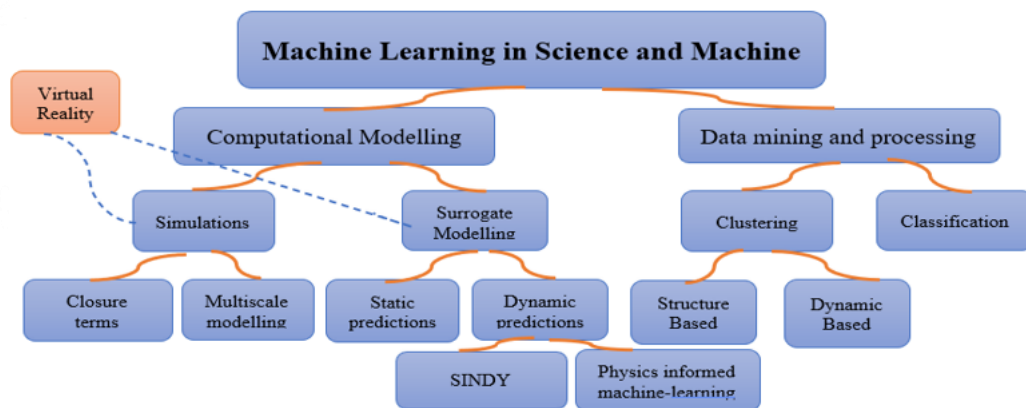 Machine Learning in Science and Machine
Virtual
Reality
Computational Modelling
Data mining and processing
Simulations
Surrogate
Modelling
Clustering
Classification
Closure
terms
Multiscale
modelling
Static
predictions
Dynamic
predictions
Structure
Based
Dynamic
Based
SINDY
Physics informed
machine-learning